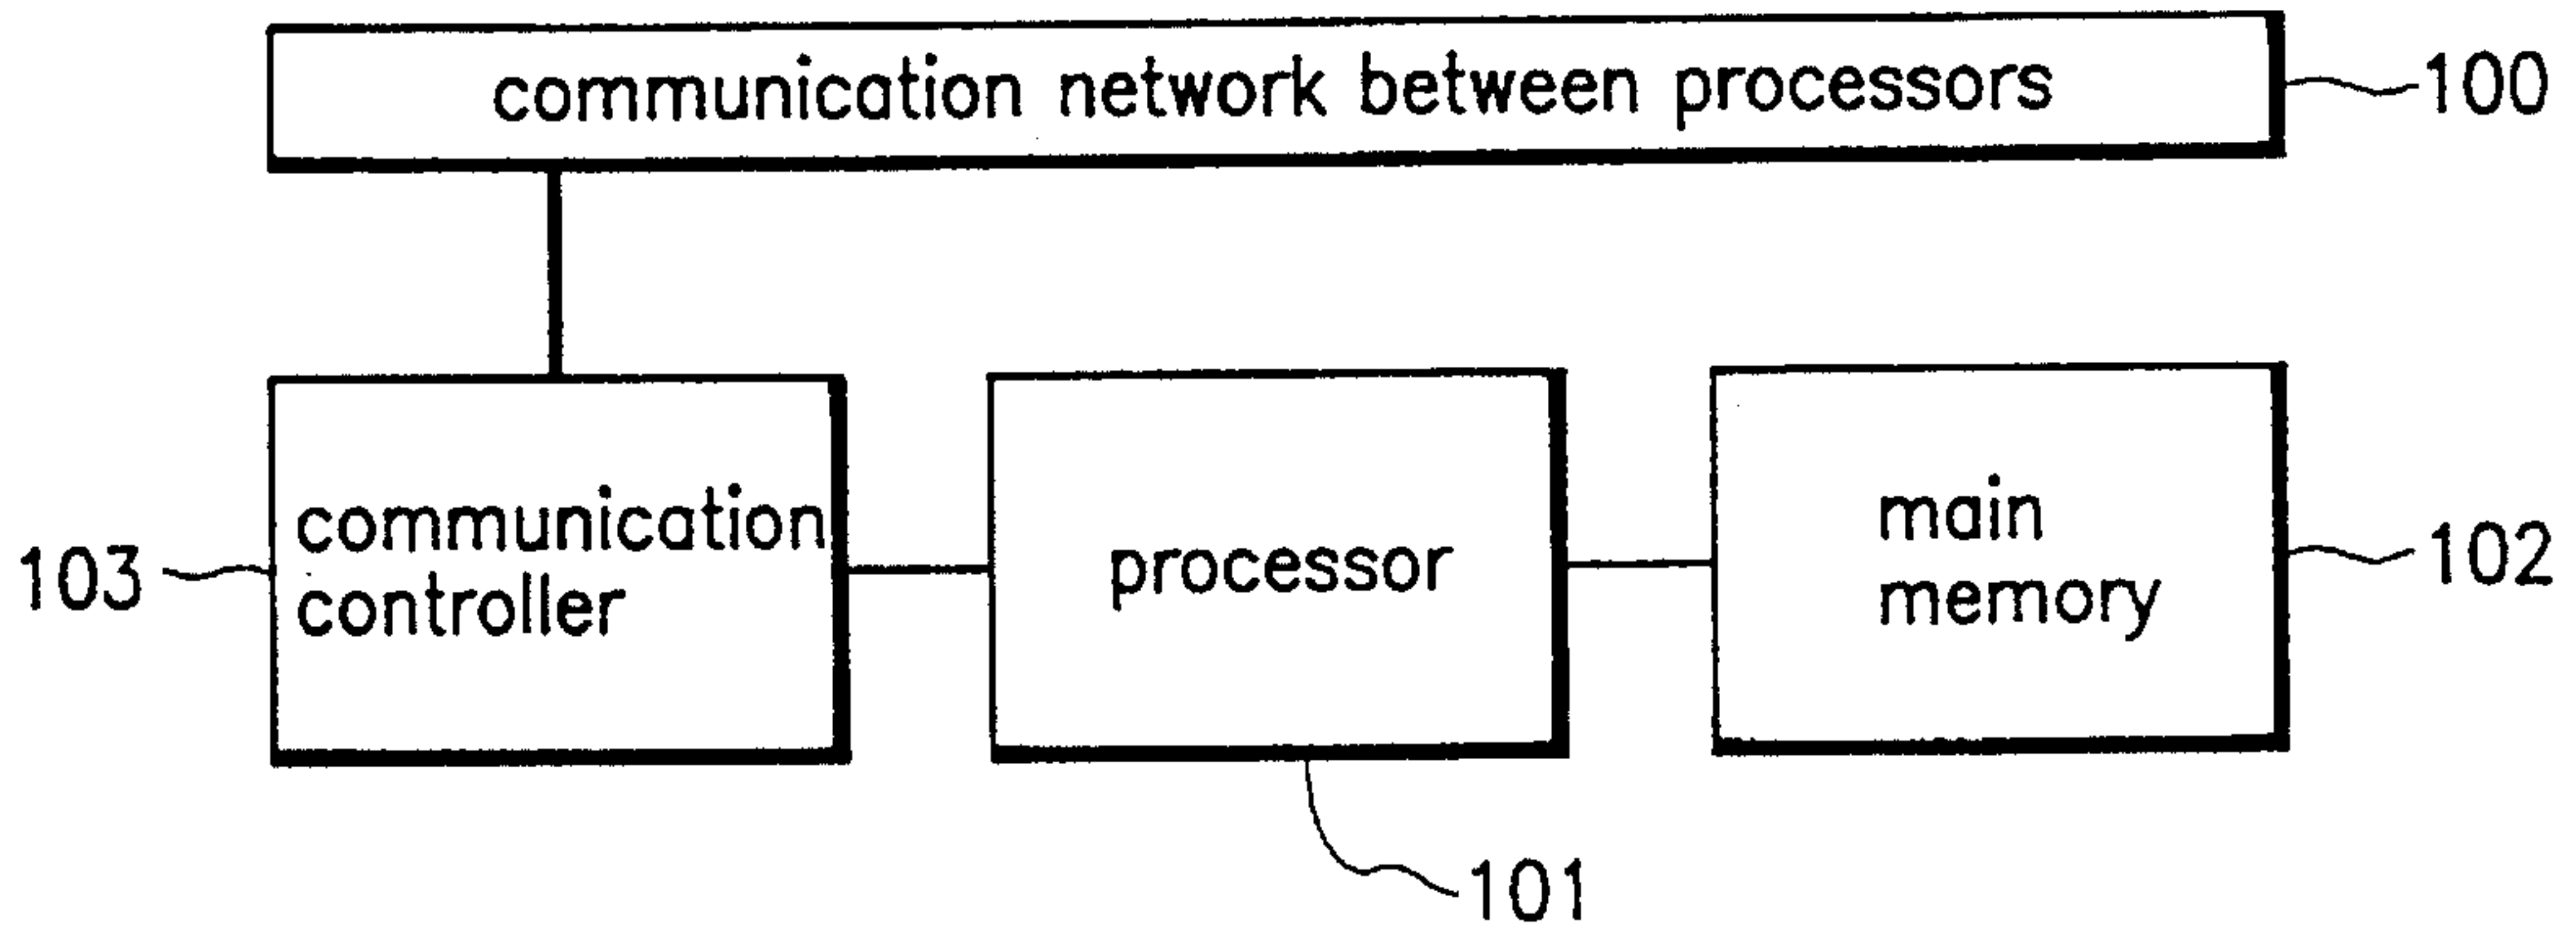 communication network between processors
100
communication
controller
103
processor
101
main
memory
102